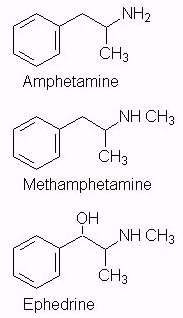 NH2
CH3
Amphetamine
NH CH3
CH3
Methamphetamine
OH
NH CH3
CH3
Ephedrine